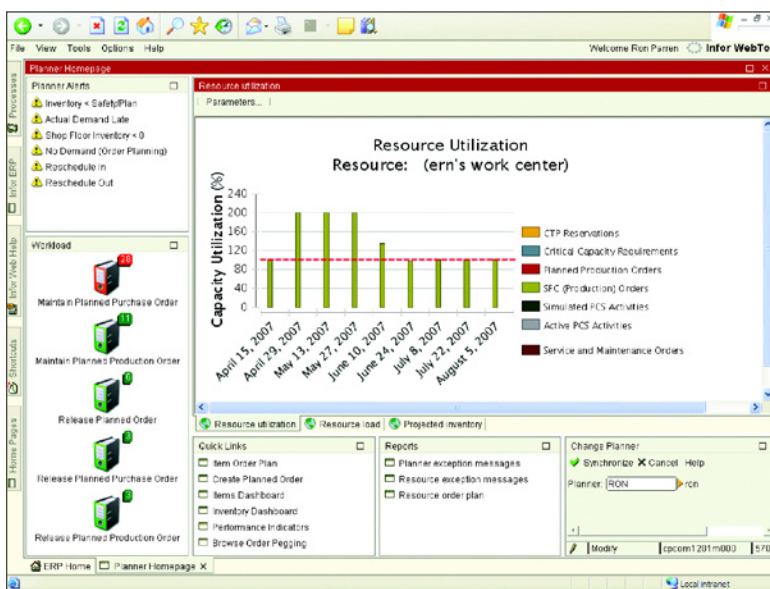 File View Tools Options Help
Welcome Ron Parren
Infor WebTo
Planner Homepage
Processes
Infor ERP
Infor Web Help
Shortcuts
Home Pages
Planner Alerts
Inventory < SafetyPlan
Actual Demand Late
Shop Floor Inventory < 0
No Demand (Order Planning)
Reschedule In
Reschedule Out
Workload
28
Maintain Planned Purchase Order
11
Maintain Planned Production Order
Release Planned Order
3
Release Planned Purchase Order
3
Release Planned Production Order
Resource utilization
Parameters...
Resource Utilization
Resource: (ern's work center)
Capacity Utilization (%)
240
200
160
120
80
40
0
April 15, 2007
April 29, 2007
May 13, 2007
May 27, 2007
June 10, 2007
June 24, 2007
July 8, 2007
July 22, 2007
August 5, 2007
CTP Reservations
Critical Capacity Requirements
Planned Production Orders
SFC (Production) Orders
Simulated PCS Activities
Active PCS Activities
Service and Maintenance Orders
Resource utilization
Resource load
Projected inventory
Quick Links
Item Order Plan
Create Planned Order
Items Dashboard
Inventory Dashboard
Performance Indicators
Browse Order Pegging
Reports
Planner exception messages
Resource exception messages
Resource order plan
Change Planner
Synchronize Cancel Help
Planner: RON ron
Modify cpcom1201m000 570
ERP Home Planner Homepage
Local intranet